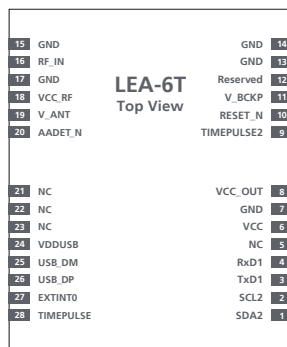 15 GND GND 14
16 RF_IN GND 13
17 GND LEA-6T Reserved 12
18 VCC_RF Top View V_BCKP 11
19 V_ANT RESET_N 10
20 AADET_N TIMEPULSE2 9
21 NC VCC_OUT 8
22 NC GND 7
23 NC VCC 6
24 VDDUSB NC 5
25 USB_DM RxD1 4
26 USB_DP TxD1 3
27 EXTINT0 SCL2 2
28 TIMEPULSE SDA2 1